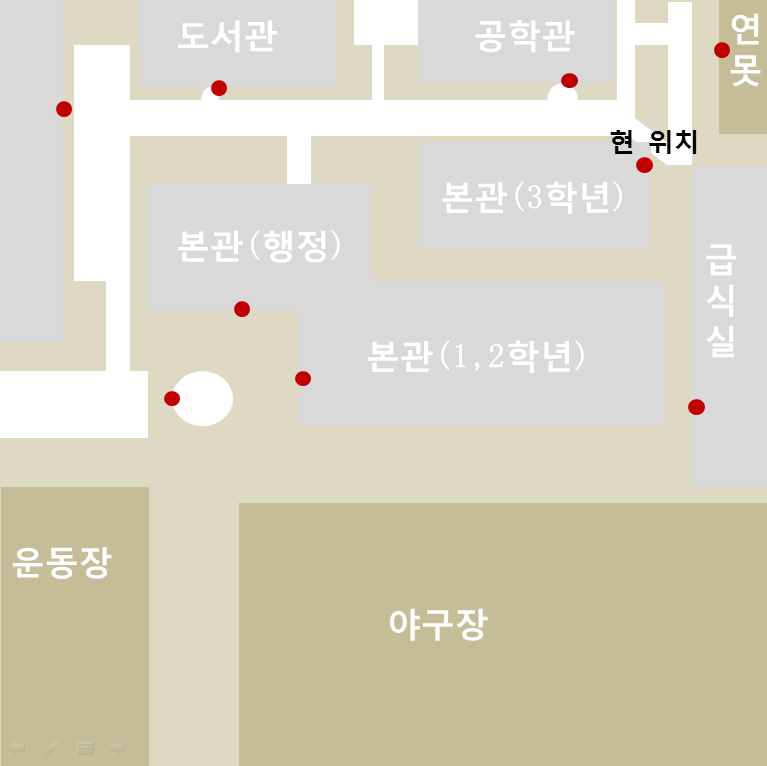 도서관
공학관
연
못
현 위치
본관(3학년)
본관(행정)
급
식
실
본관(1,2학년)
운동장
야구장